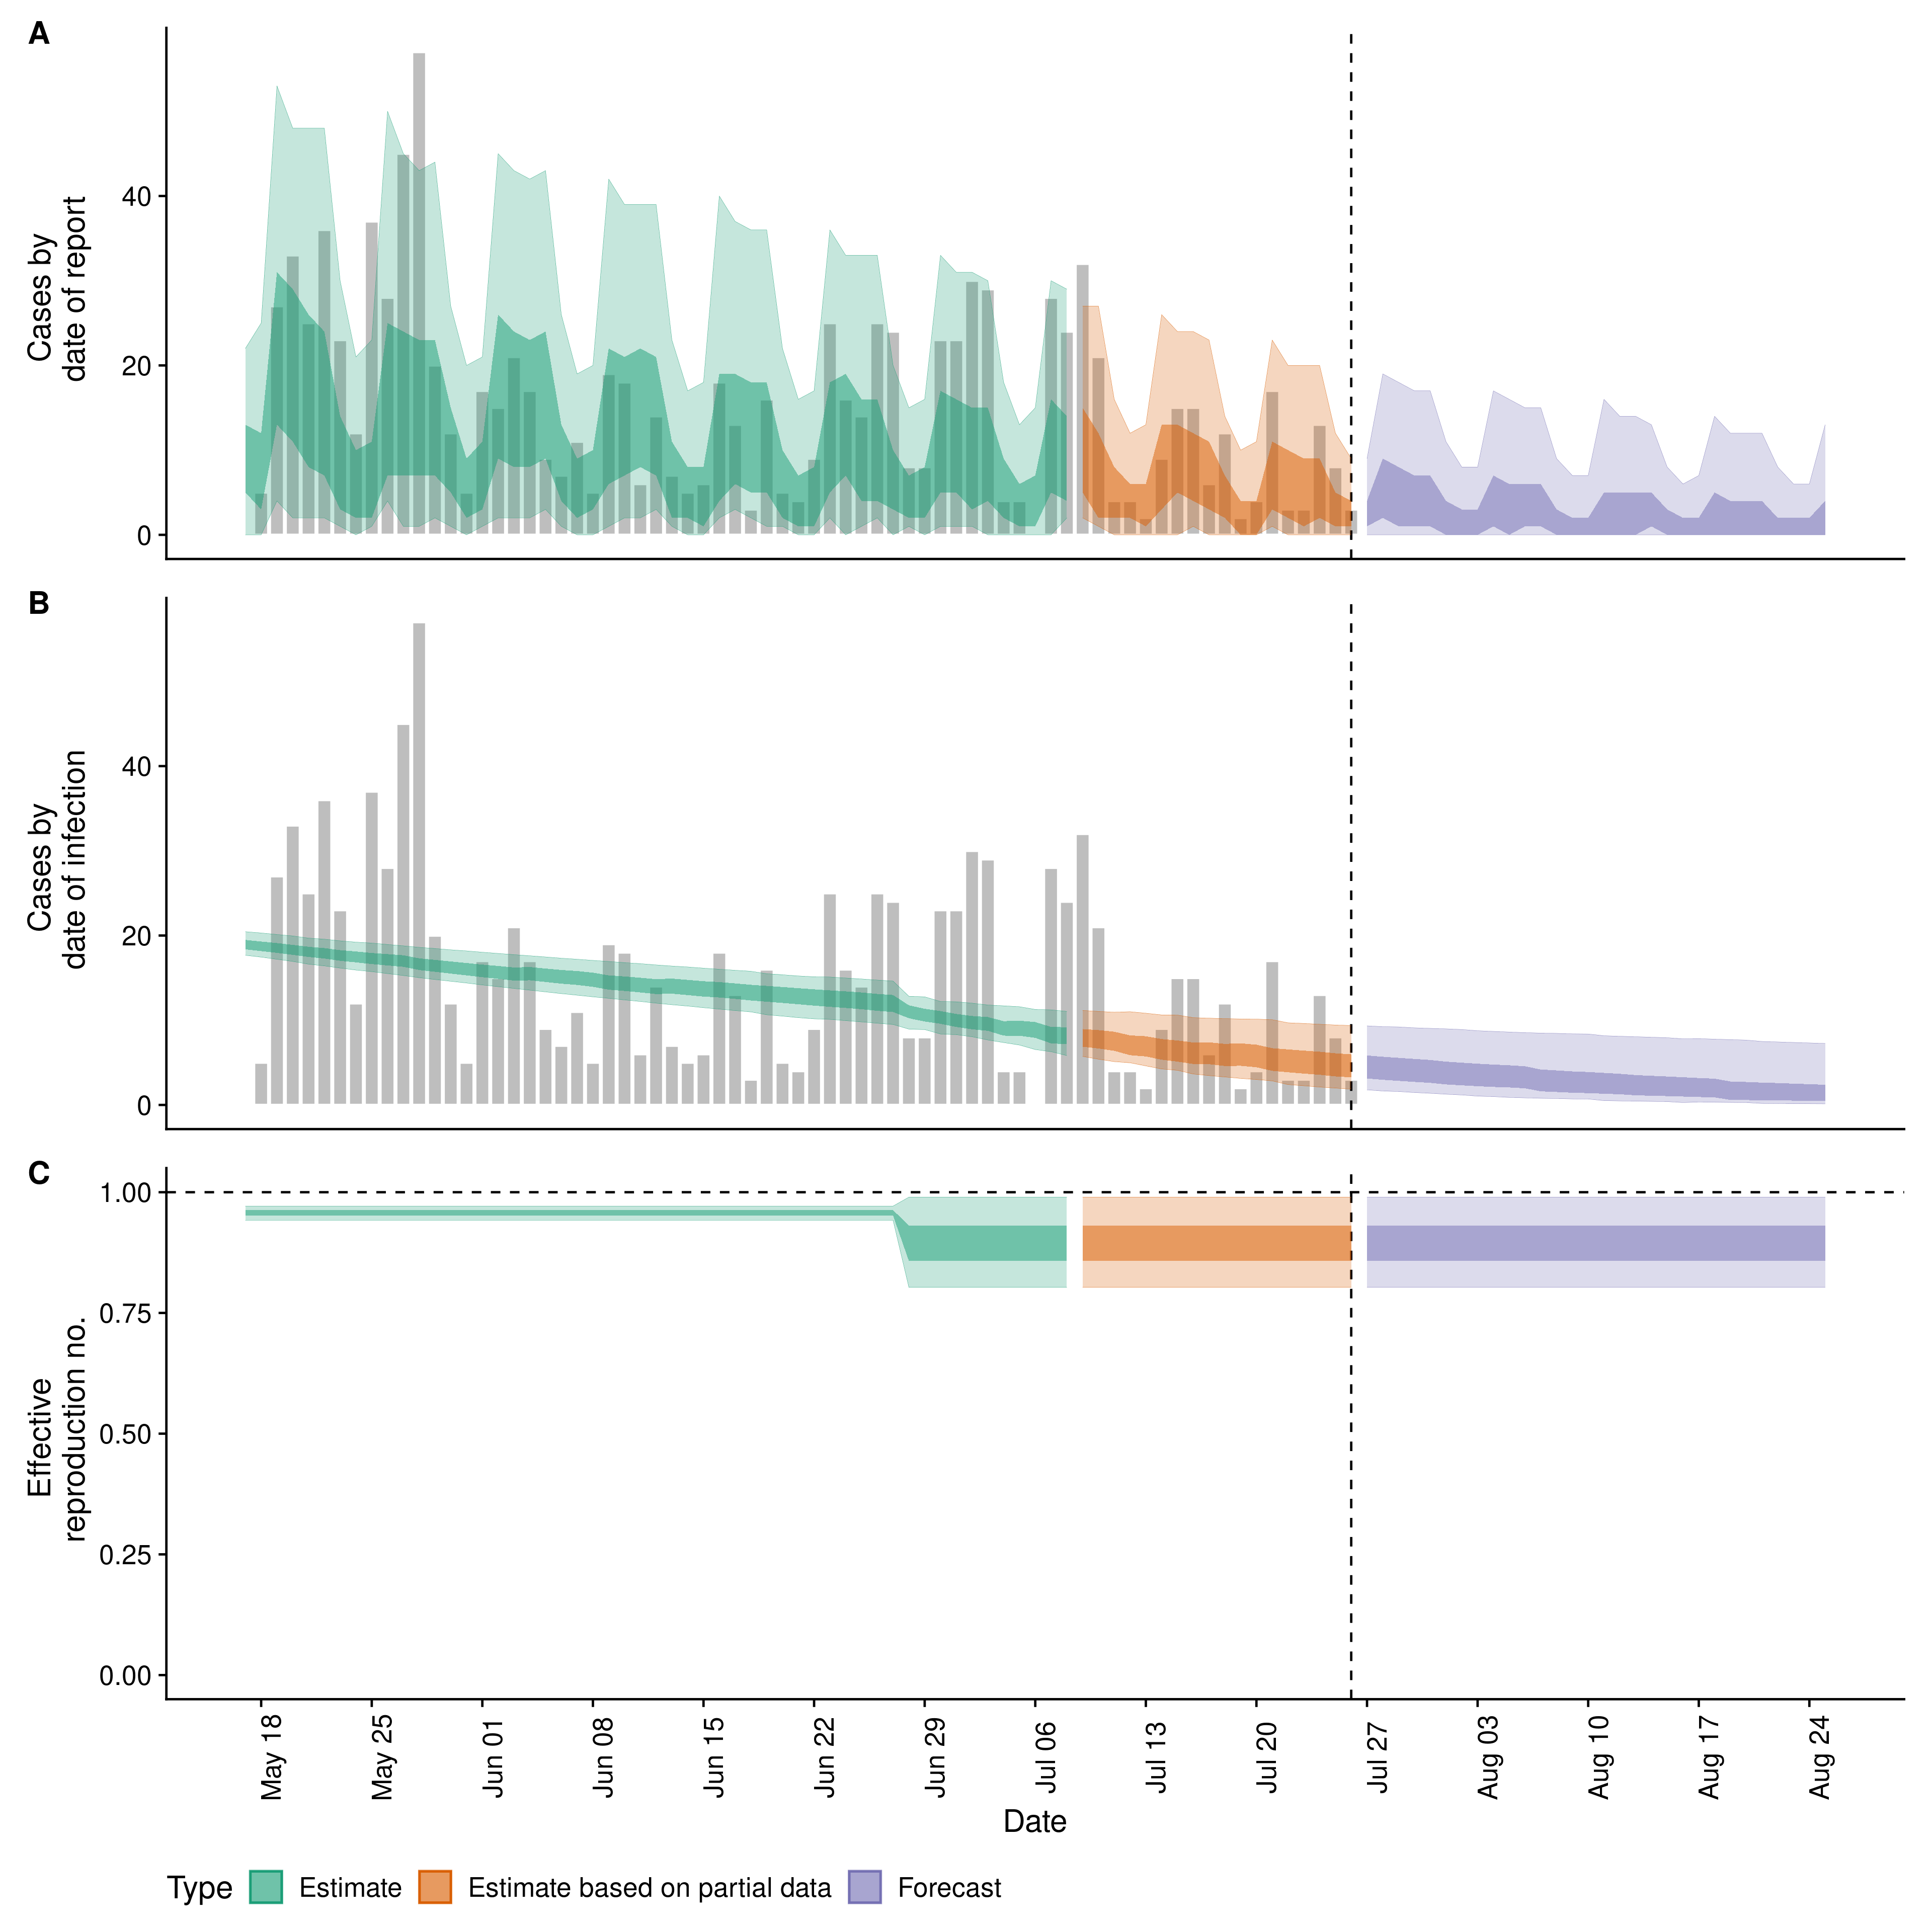 A
Cases by
date of report
40
20
0
B
Cases by
date of infection
40
20
0
C
Effective
reproduction no.
1.00
0.75
0.50
0.25
0.00
May 18
May 25
Jun 01
Jun 08
Jun 15
Jun 22
Jun 29
Jul 06
Jul 13
Jul 20
Jul 27
Aug 03
Aug 10
Aug 17
Aug 24
Date
Type Estimate Estimate based on partial data Forecast